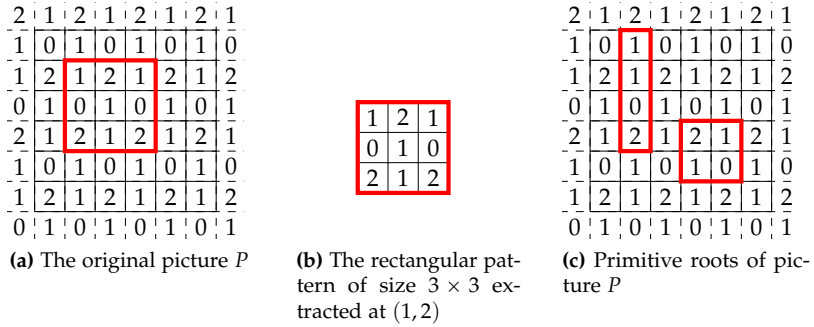 2 1 2 1 2 1 2 1
1 0 1 0 1 0 1 0
1 2 1 2 1 2 1 2
0 1 0 1 0 1 0 1
2 1 2 1 2 1 2 1
1 0 1 0 1 0 1 0
1 2 1 2 1 2 1 2
0 1 0 1 0 1 0 1
(a) The original picture P
1 2 1
0 1 0
2 1 2
(b) The rectangular pat-
tern of size 3 × 3 ex-
tracted at (1, 2)
2 1 2 1 2 1 2 1
1 0 1 0 1 0 1 0
1 2 1 2 1 2 1 2
0 1 0 1 0 1 0 1
2 1 2 1 2 1 2 1
1 0 1 0 1 0 1 0
1 2 1 2 1 2 1 2
0 1 0 1 0 1 0 1
(c) Primitive roots of pic-
ture P